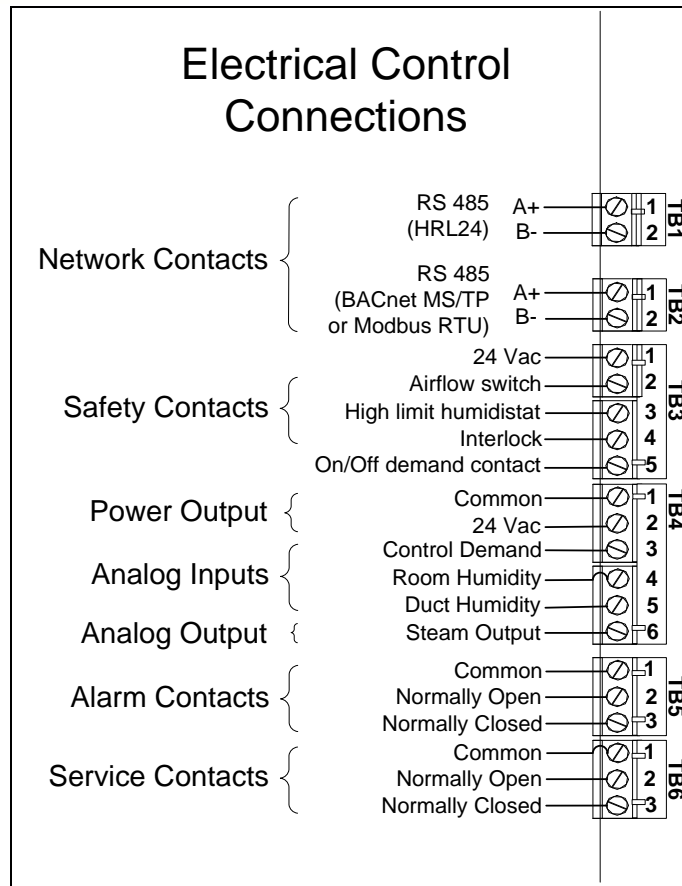 Electrical Control
Connections
Network Contacts
RS 485
(HRL24)
A+ 1
B- 2
TB1
RS 485
(BACnet MS/TP
or Modbus RTU)
A+ 1
B- 2
TB2
Safety Contacts
24 Vac 1
Airflow switch 2
High limit humidistat 3
Interlock 4
On/Off demand contact 5
TB3
Power Output
Common 1
24 Vac 2
Analog Inputs
Control Demand 3
Room Humidity 4
Duct Humidity 5
Analog Output
Steam Output 6
TB4
Alarm Contacts
Common 1
Normally Open 2
Normally Closed 3
TB5
Service Contacts
Common 1
Normally Open 2
Normally Closed 3
TB6